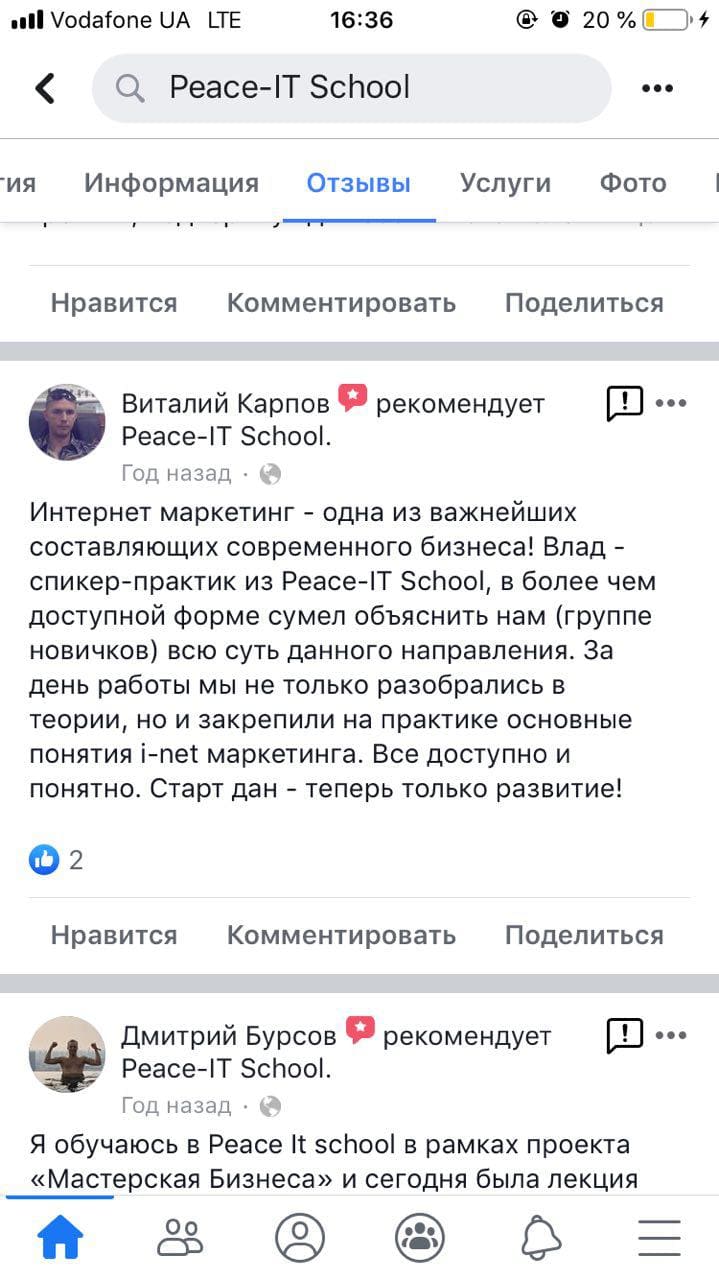 Vodafone UA LTE 16:36 20 %
Peace-IT School
тия Информация Отзывы Услуги Фото
Нравится Комментировать Поделиться
Виталий Карпов рекомендует
Peace-IT School.
Год назад ·
Интернет маркетинг - одна из важнейших
составляющих современного бизнеса! Влад -
спикер-практик из Peace-IT School, в более чем
доступной форме сумел объяснить нам (группе
новичков) всю суть данного направления. За
день работы мы не только разобрались в
теории, но и закрепили на практике основные
понятия i-net маркетинга. Все доступно и
понятно. Старт дан - теперь только развитие!
2
Нравится Комментировать Поделиться
Дмитрий Бурсов рекомендует
Peace-IT School.
Год назад ·
Я обучаюсь в Peace It school в рамках проекта
«Мастерская Бизнеса» и сегодня была лекция